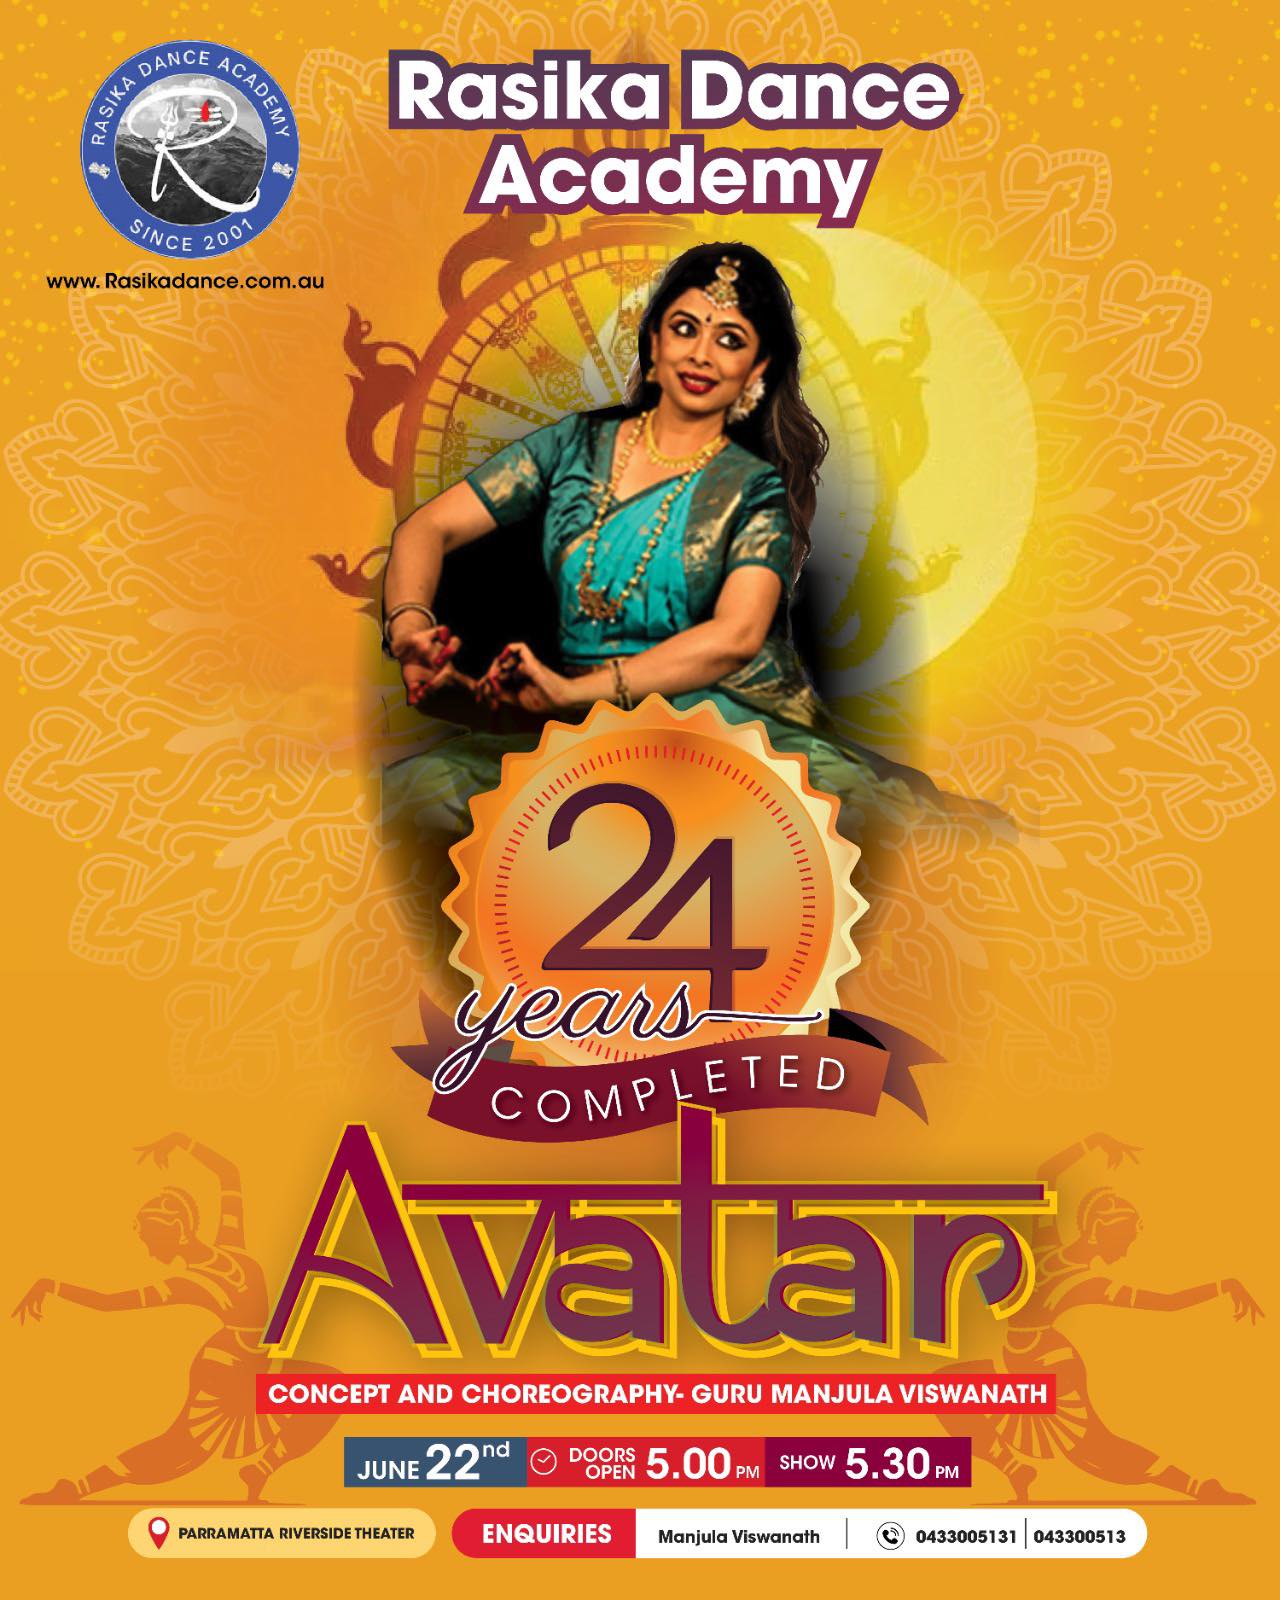 RASIKA DANCE ACADEMY
SINCE 2001
www. Rasikadance.com.au
Rasika Dance
Academy
24
years
COMPLETED
Avatar
CONCEPT AND CHOREOGRAPHY- GURU MANJULA VISWANATH
JUNE 22nd DOORS OPEN 5.00 PM SHOW 5.30 PM
PARRAMATTA RIVERSIDE THEATER ENQUIRIES Manjula Viswanath 0433005131 043300513